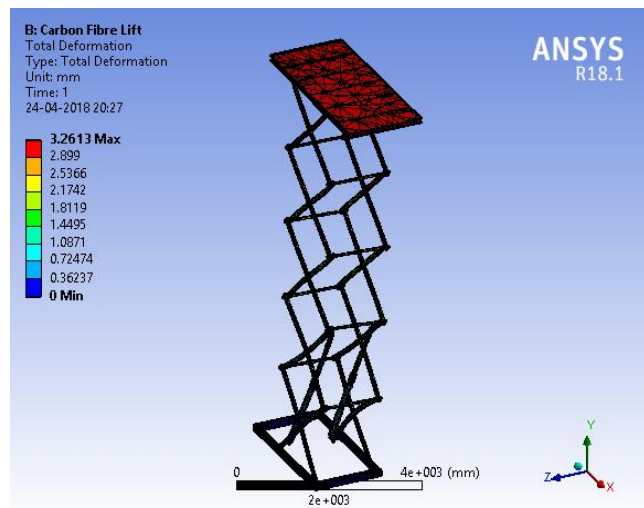 B: Carbon Fibre Lift
Total Deformation
Type: Total Deformation
Unit: mm
Time: 1
24-04-2018 20:27
3.2613 Max
2.899
2.5366
2.1742
1.8119
1.4495
1.0871
0.72474
0.36237
0 Min
ANSYS
R18.1
0
4e+003 (mm)
2e+003
Y
Z
X